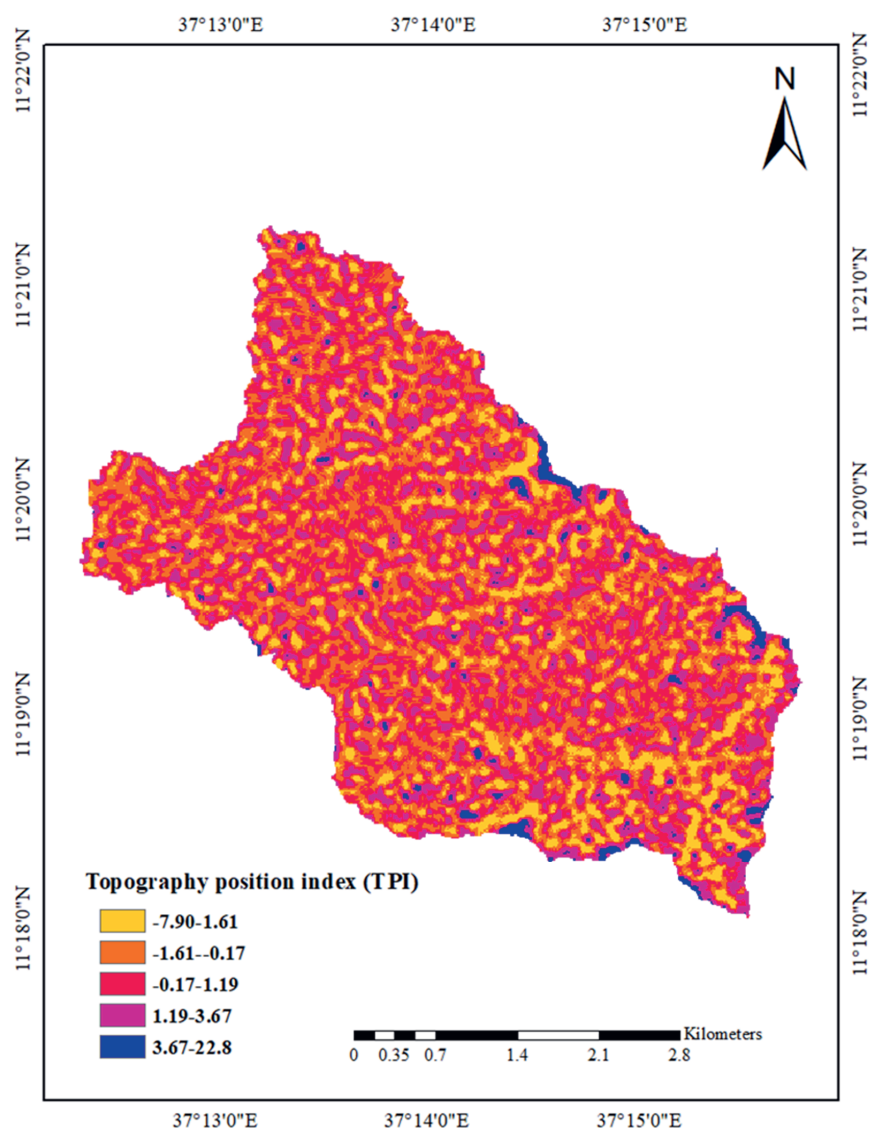 37°13'0"E 37°14'0"E 37°15'0"E
11°22'0"N 11°22'0"N
N
11°21'0"N 11°21'0"N
11°20'0"N 11°20'0"N
11°19'0"N 11°19'0"N
11°18'0"N 11°18'0"N
Topography position index (TPI)
-7.90-1.61
-1.61--0.17
-0.17-1.19
1.19-3.67
3.67-22.8
Kilometers
0 0.35 0.7 1.4 2.1 2.8
37°13'0"E 37°14'0"E 37°15'0"E